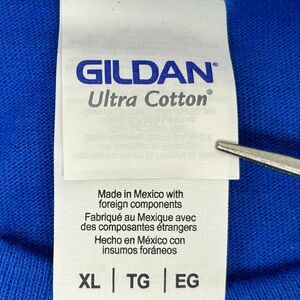 GILDAN®
Ultra Cotton®
Made in Mexico with
foreign components
Fabriqué au Mexique avec
des composantes étrangers
Hecho en México con
insumos foráneos
XL | TG | EG